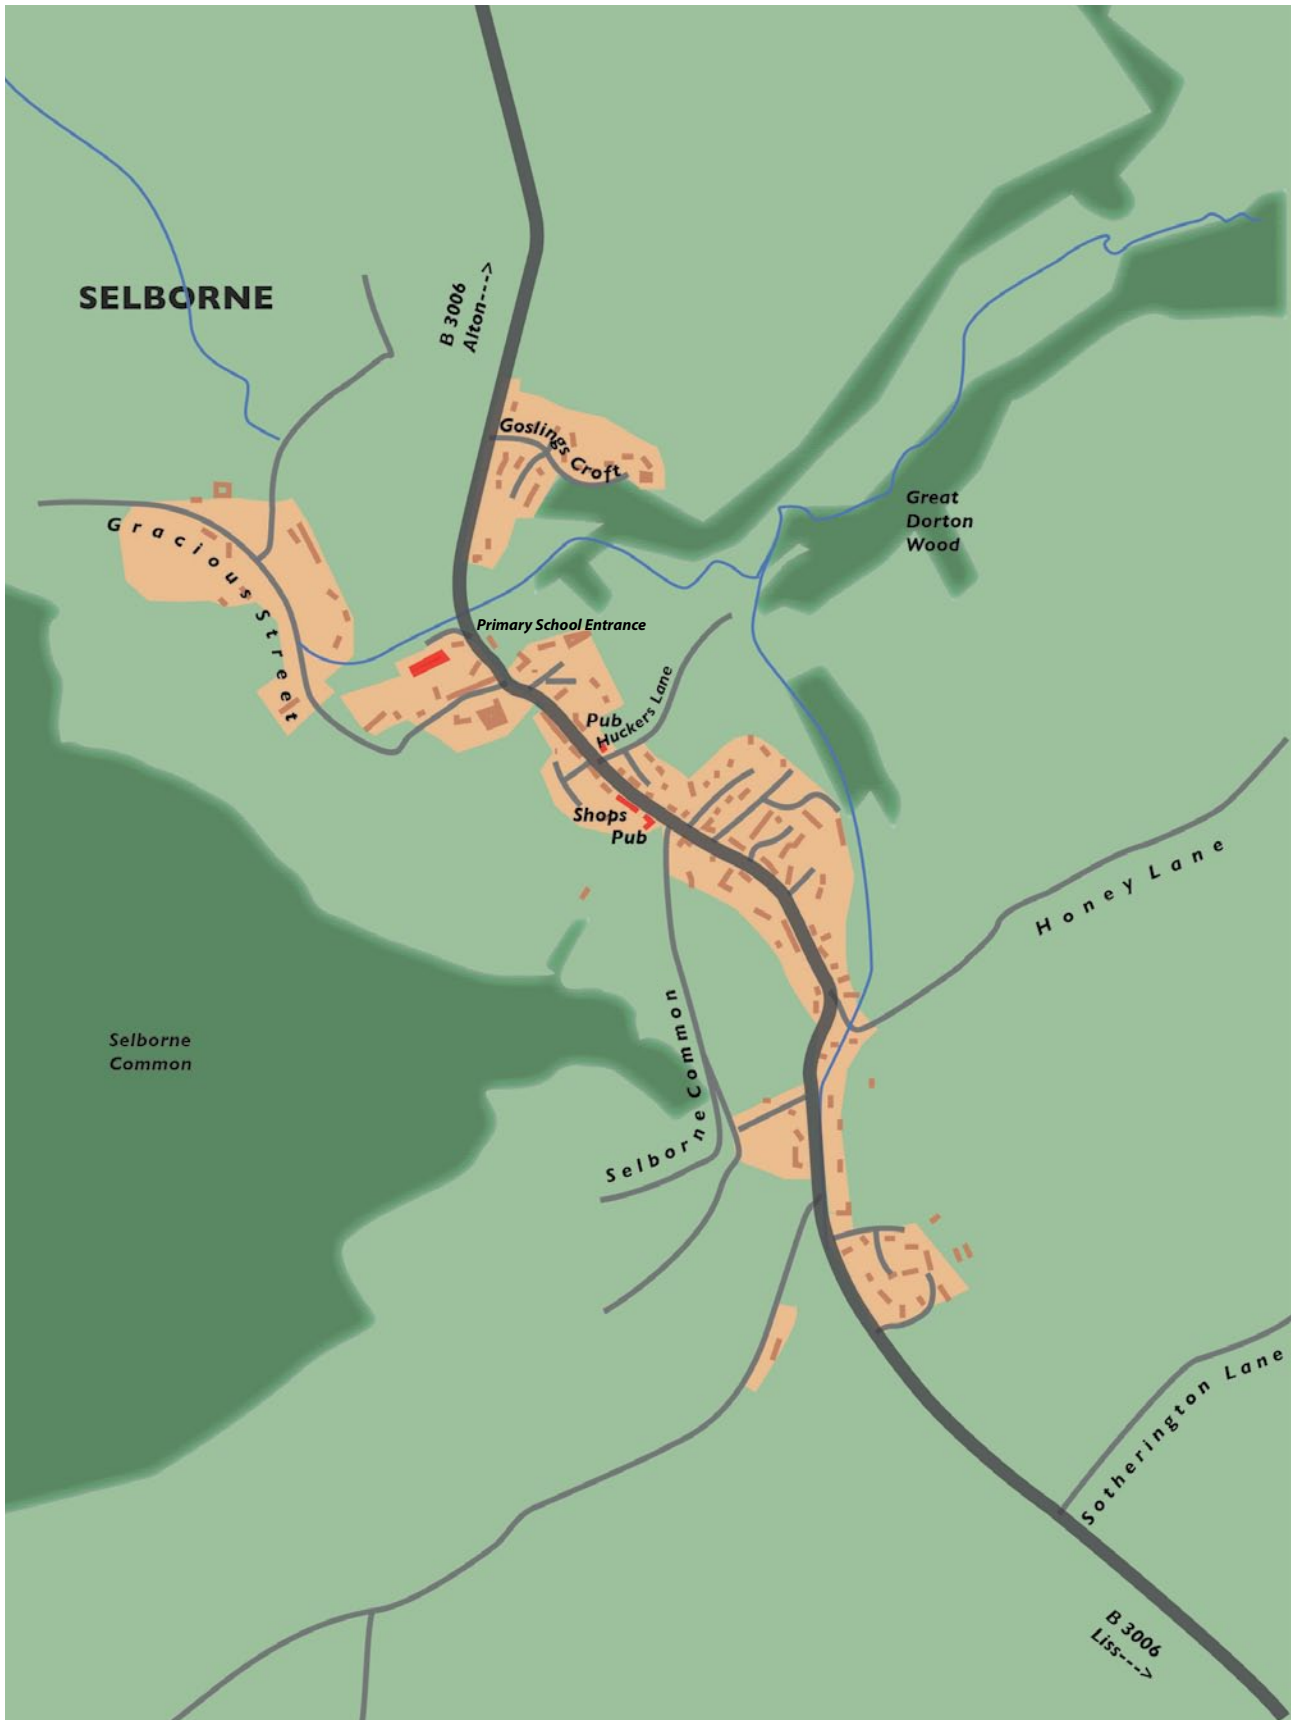 SELBORNE
B 3006
Alton---->
Goslings Croft
Gracious Street
Great
Dorton
Wood
Primary School Entrance
Pub
Huckers Lane
Shops
Pub
Honey Lane
Selborne
Common
Selborne Common
Sotherington Lane
B 3006
Liss--->